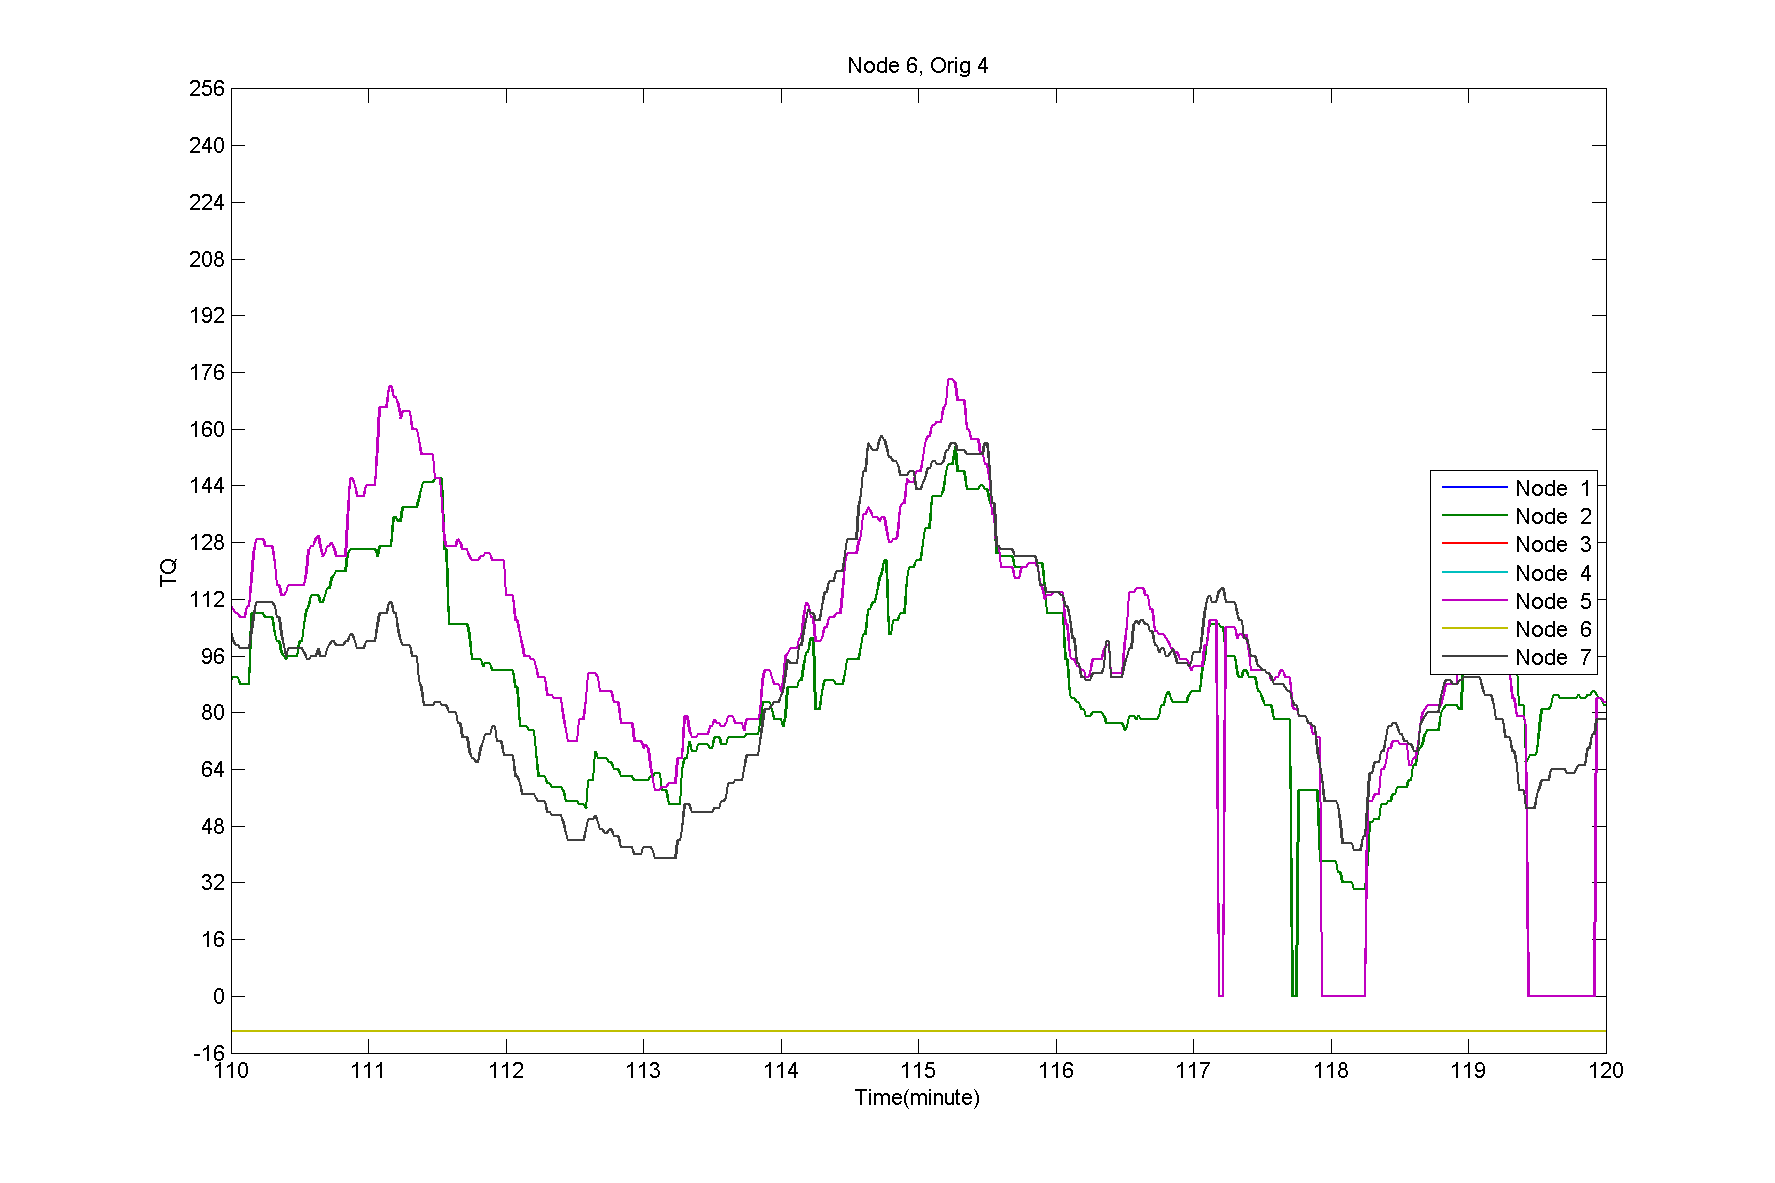 Node 6, Orig 4
256
240
224
208
192
176
160
144
128
112
96
80
64
48
32
16
0
-16
TQ
110 111 112 113 114 115 116 117 118 119 120
Time(minute)
Node 1
Node 2
Node 3
Node 4
Node 5
Node 6
Node 7